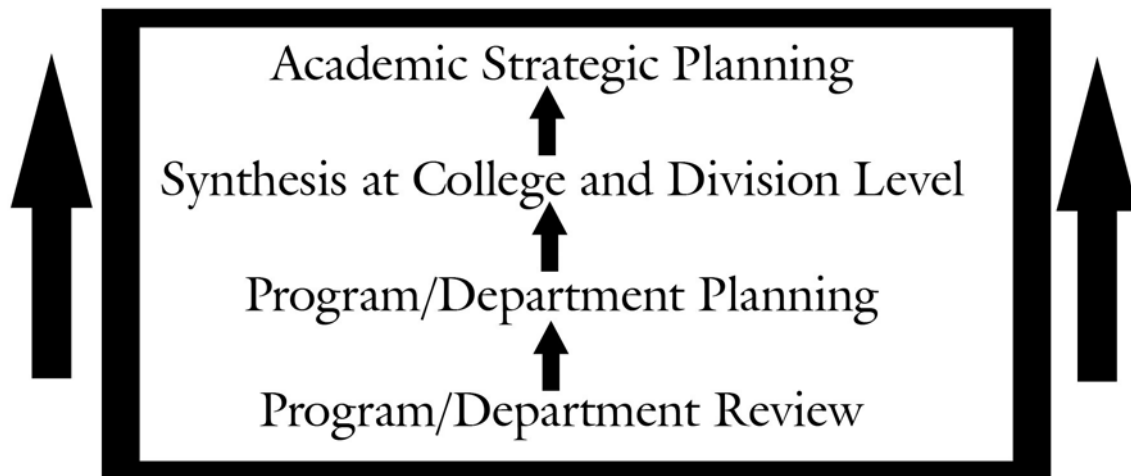 Academic Strategic Planning
Synthesis at College and Division Level
Program/Department Planning
Program/Department Review